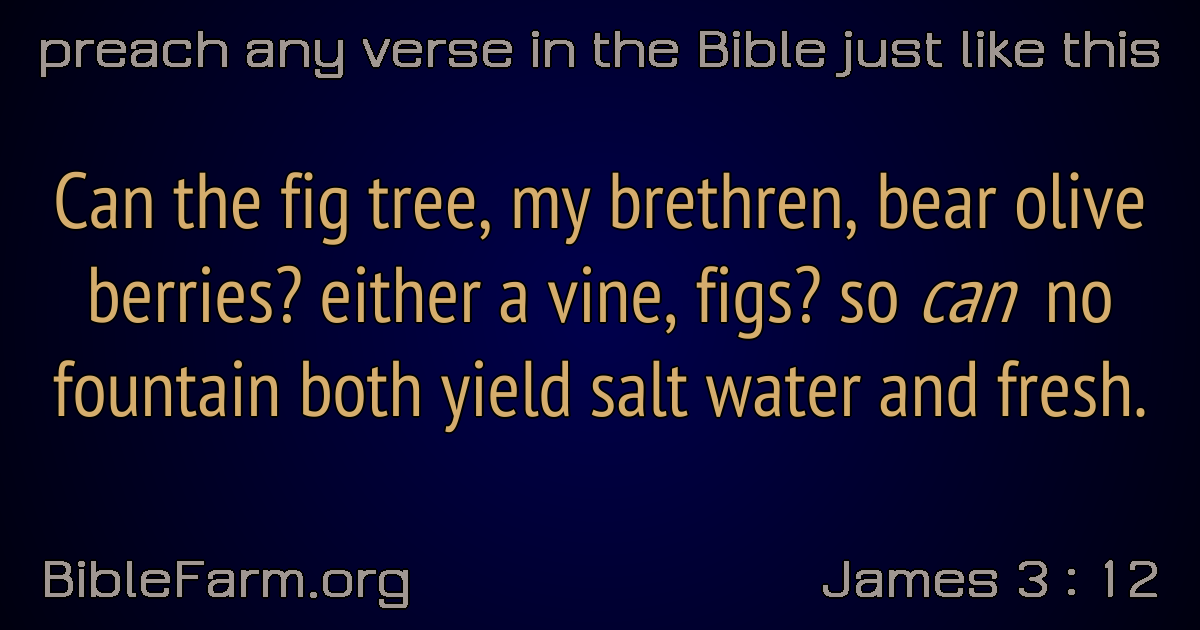 preach any verse in the Bible just like this
Can the fig tree, my brethren, bear olive
berries? either a vine, figs? so can no
fountain both yield salt water and fresh.
BibleFarm.org
James 3 : 12